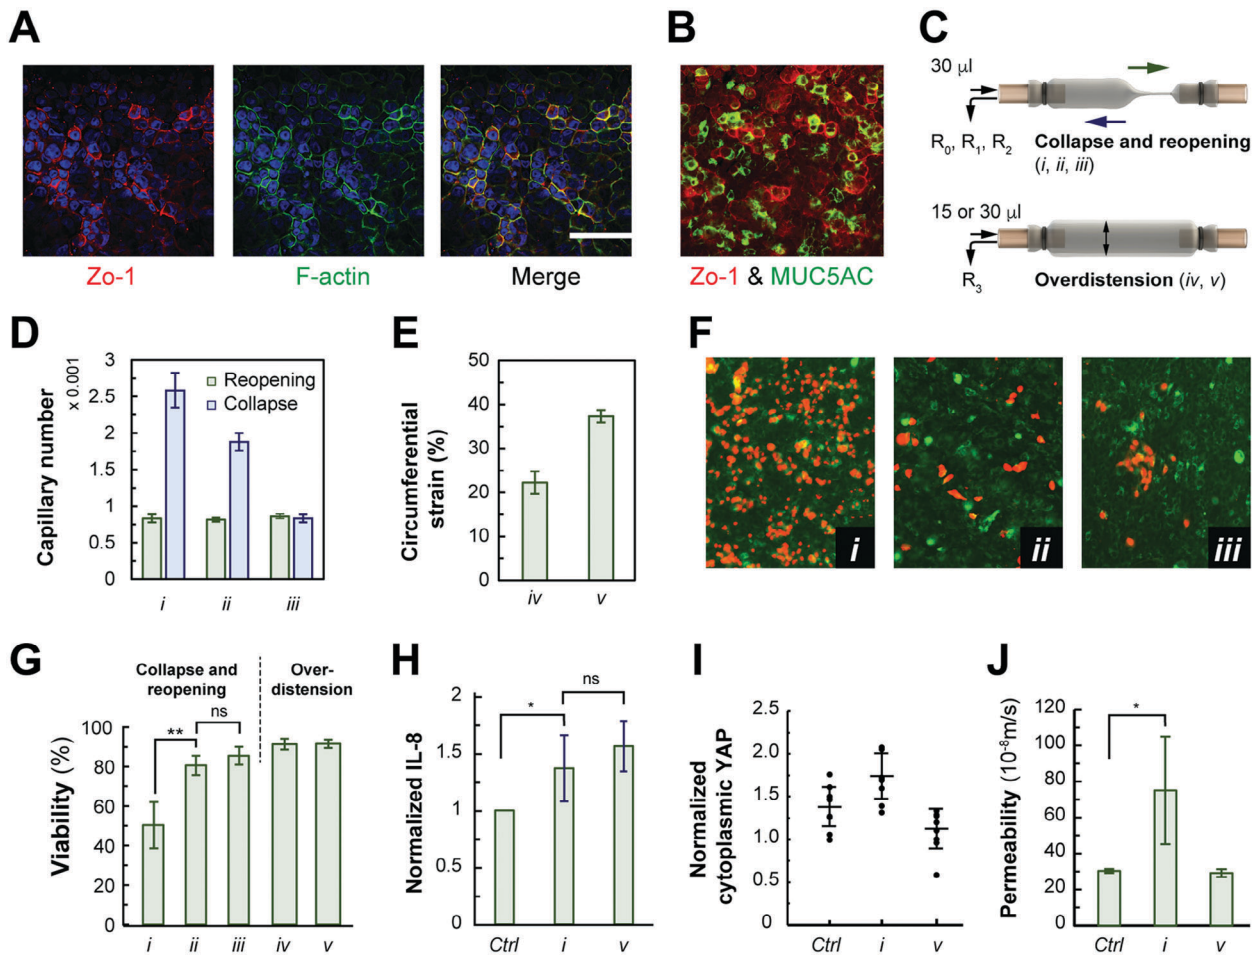 A
Zo-1
F-actin
Merge
B
Zo-1 & MUC5AC
C
30 µl
R0, R1, R2
Collapse and reopening
(i, ii, iii)
15 or 30 µl
R3
Overdistension (iv, v)
D
Capillary number
x 0.001
3
2.5
2
1.5
1
0.5
0
Reopening
Collapse
i
ii
iii
E
Circumferential
strain (%)
50
40
30
20
10
0
iv
v
F
i
ii
iii
G
Collapse and
reopening
Over-
distension
Viability (%)
100
80
60
40
20
0
**
ns
i
ii
iii
iv
v
H
Normalized IL-8
2
1.5
1
0.5
0
*
ns
Ctrl
i
v
I
Normalized
cytoplasmic YAP
2.5
2.0
1.5
1.0
0.5
0
Ctrl
i
v
J
Permeability (10-8m/s)
120
100
80
60
40
20
0
*
Ctrl
i
v